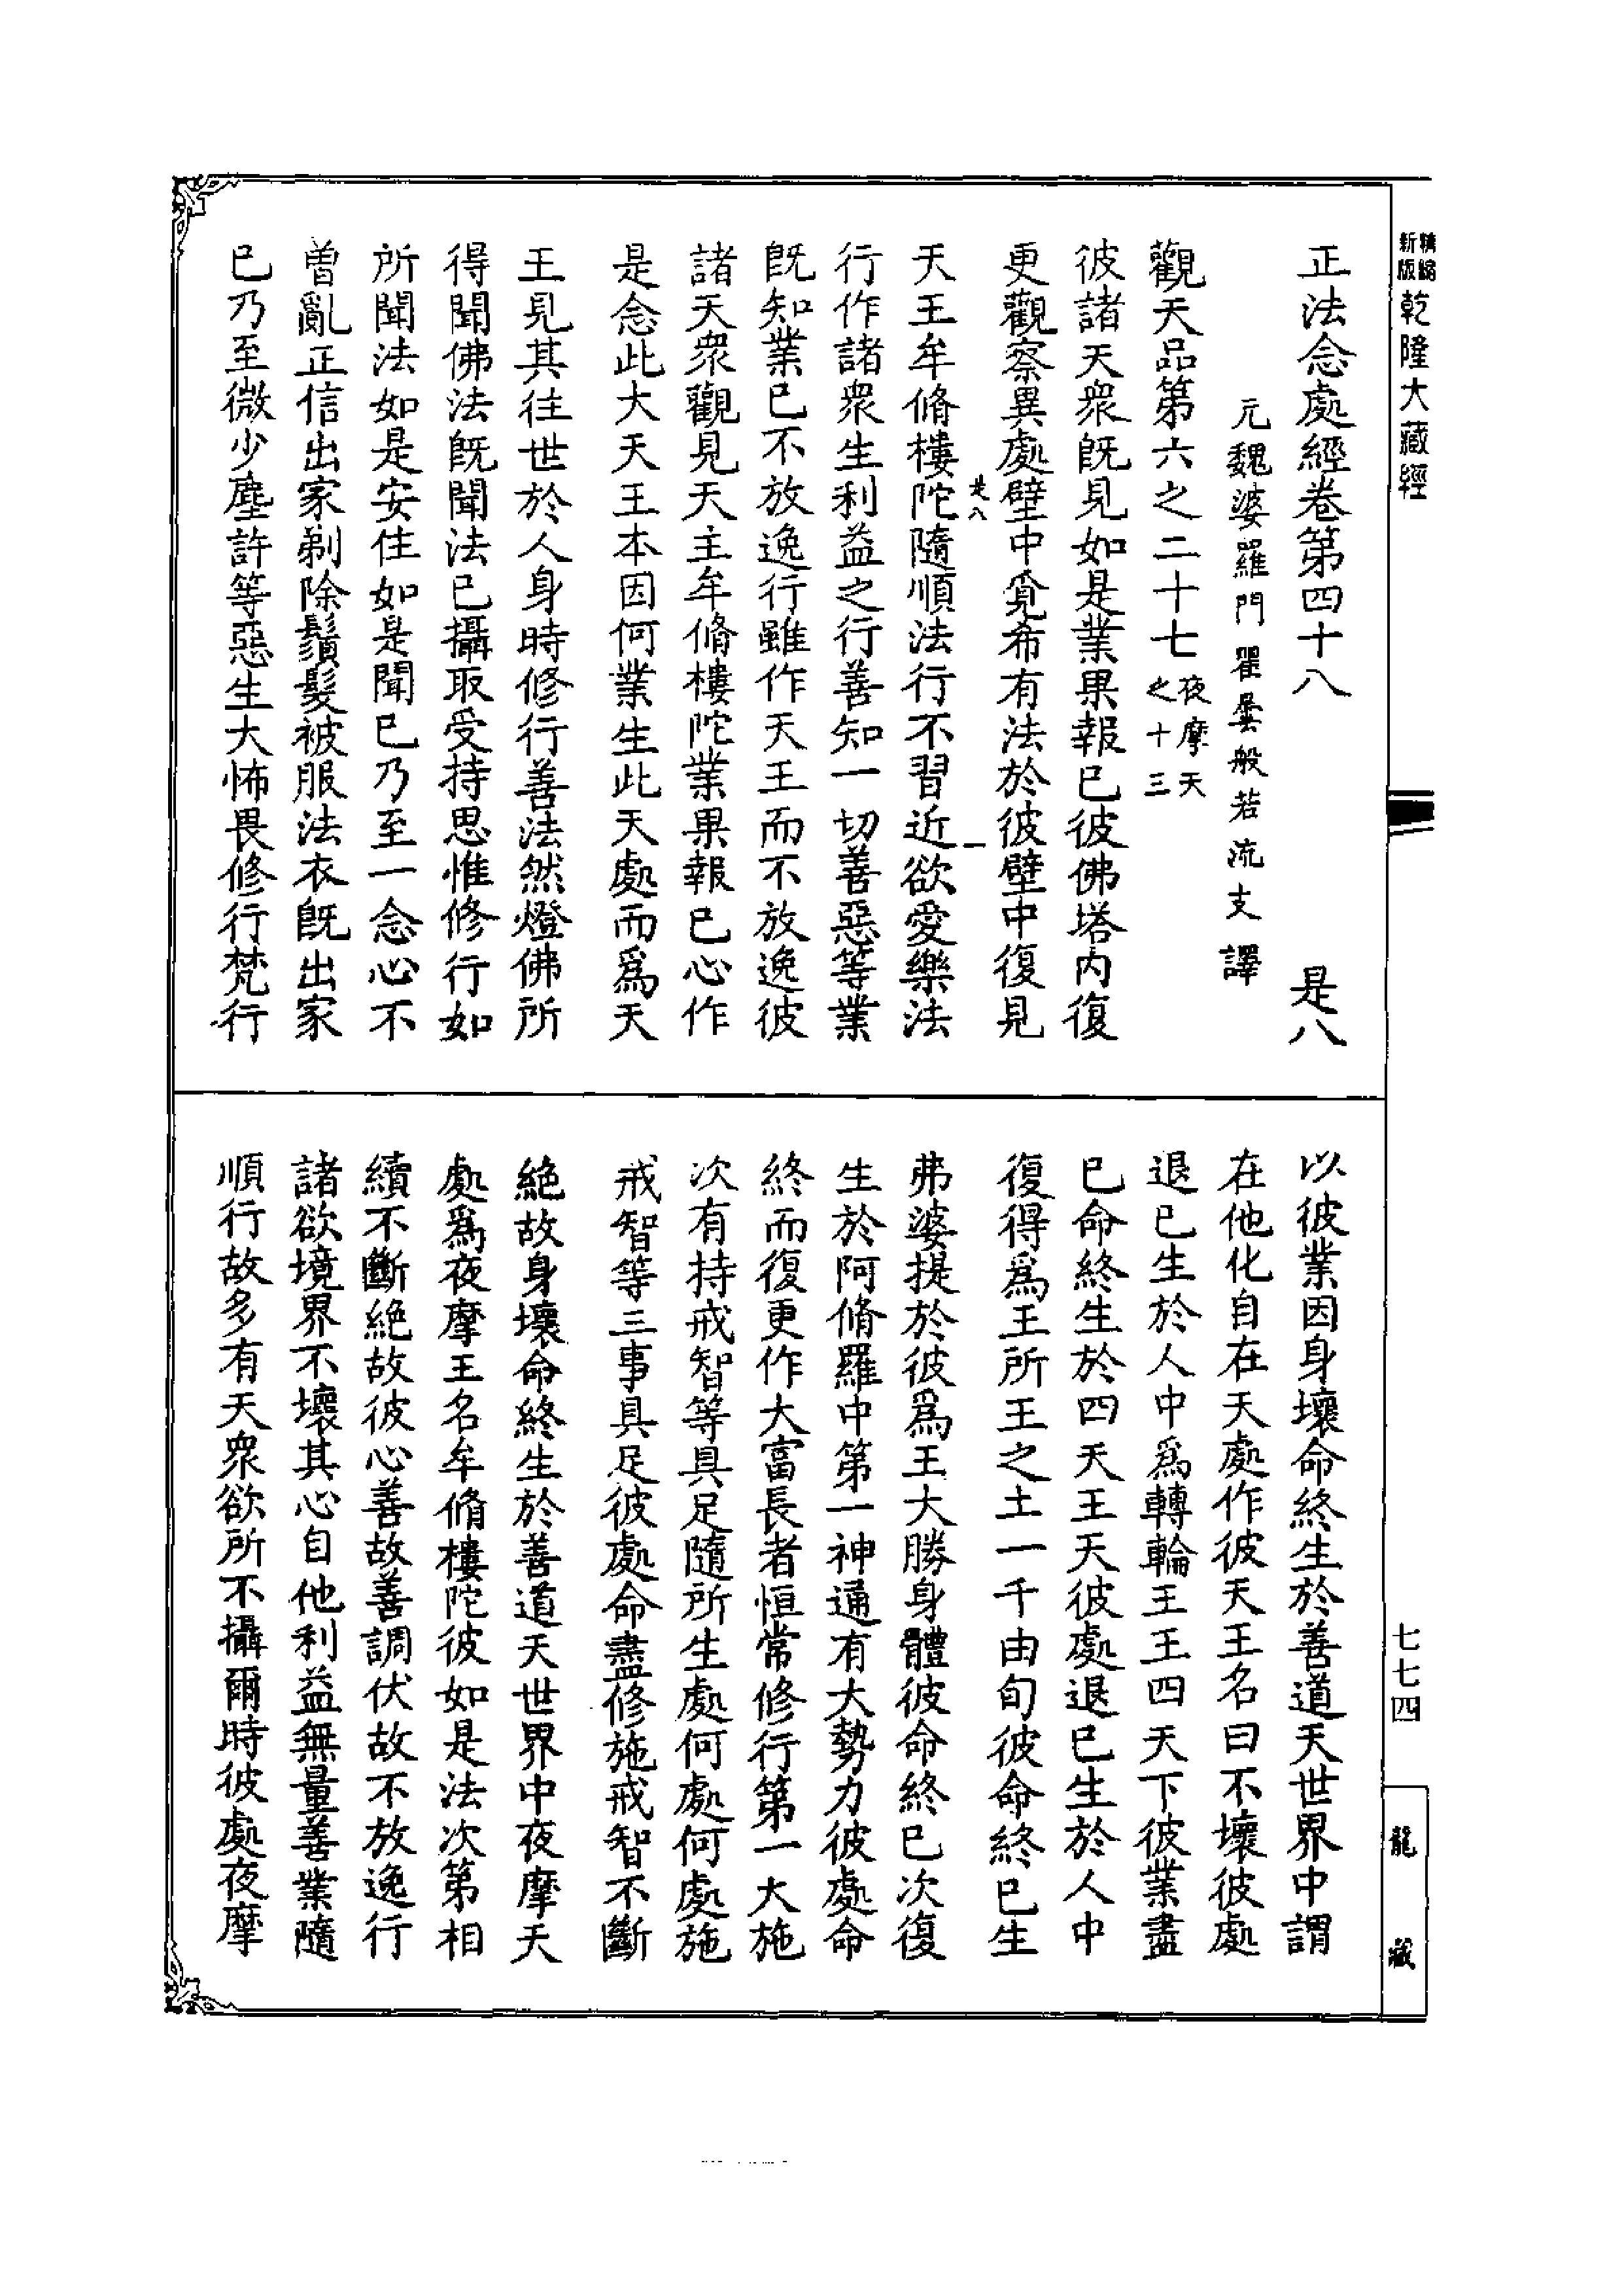 精縮新版乾隆大藏經
正法念處經卷第四十八 是八
元魏婆羅門瞿曇般若流支譯
觀天品第六之二十七夜摩天之十三
彼諸天衆既見如是業果報已彼佛塔内復
更觀察異處壁中覓希有法於彼壁中復見
是八 一
天王牟脩樓陀隨順法行不習近欲愛樂法
行作諸衆生利益之行善知一切善惡等業
既知業已不放逸行雖作天王而不放逸彼
諸天衆觀見天主牟脩樓陀業果報已心作
是念此大天王本因何業生此天處而爲天
王見其往世於人身時修行善法然燈佛所
得聞佛法既聞法已攝取受持思惟修行如
所聞法如是安住如是聞已乃至一念心不
曽亂正信出家剃除鬚髮被服法衣既出家
已乃至微少塵許等惡生大怖畏修行梵行
以彼業因身壞命終生於善道天世界中謂
在他化自在天處作彼天王名曰不壞彼處
退已生於人中爲轉輪王王四天下彼業盡
已命終生於四天王天彼處退已生於人中
復得爲王所王之土一千由旬彼命終已生
弗婆提於彼爲王大勝身體彼命終已次復
生於阿脩羅中第一神通有大勢力彼處命
終而復更作大富長者恒常修行第一大施
次有持戒智等具足隨所生處何處何處施
戒智等三事具足彼處命盡修施戒智不斷
絶故身壞命終生於善道天世界中夜摩天
處爲夜摩王名牟脩樓陀彼如是法次第相
續不斷絶故彼心善故善調伏故不放逸行
諸欲境界不壞其心自他利益無量善業隨
順行故多有天衆欲所不攝爾時彼處夜摩
七七四
龍藏